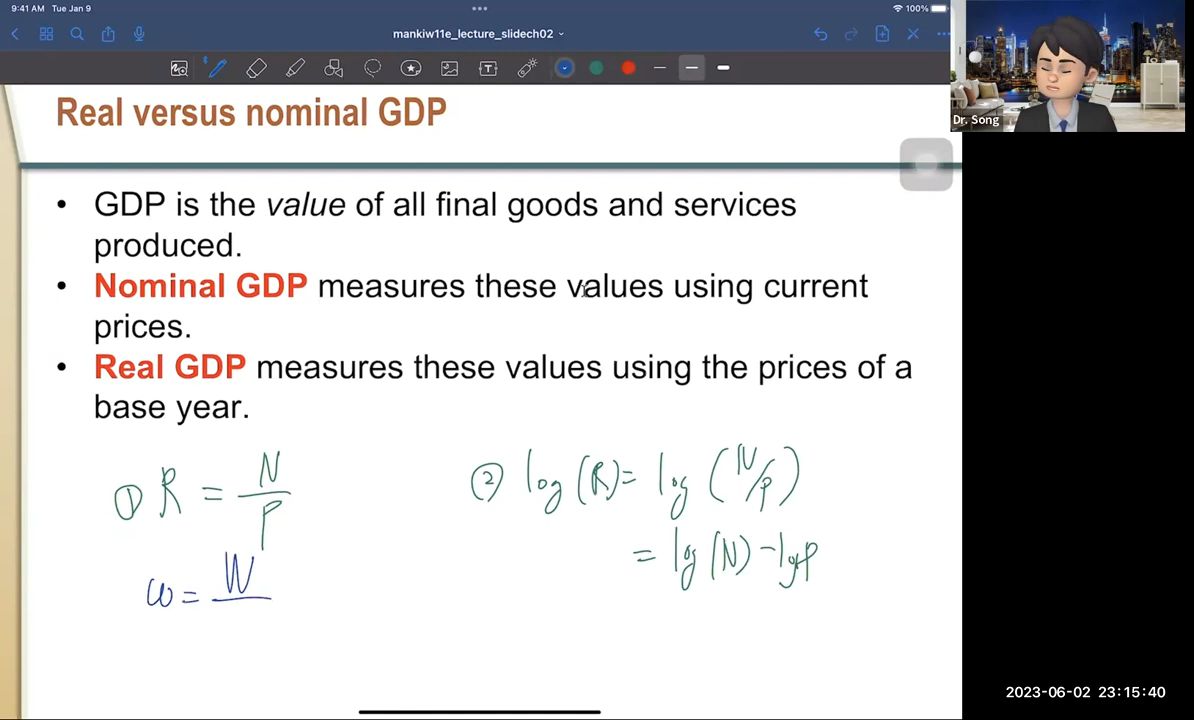 9:41 AM Tue Jan 9
100%
mankiw11e_lecture_slidech02
Dr. Song
Real versus nominal GDP
• GDP is the value of all final goods and services
produced.
• Nominal GDP measures these values using current
prices.
• Real GDP measures these values using the prices of a
base year.
① R = N/P
② log (R) = log (N/P)
= log (N) - log P
ω = W
2023-06-02 23:15:40